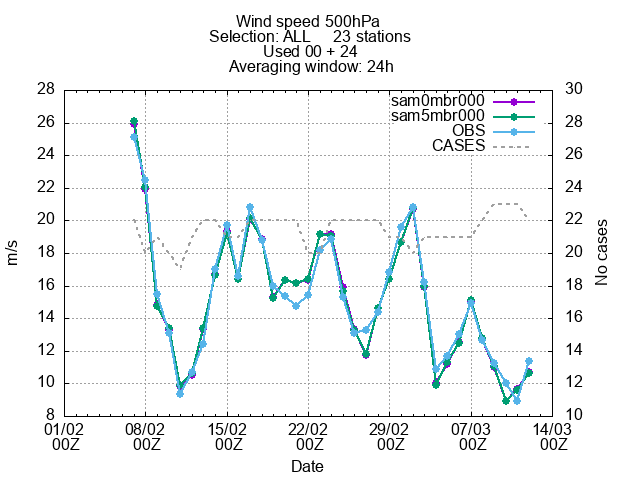 Wind speed 500hPa
Selection: ALL     23 stations
Used 00 + 24
Averaging window: 24h
sam0mbr000
sam5mbr000
OBS
CASES
28
26
24
22
20
18
16
14
12
10
8
m/s
30
28
26
24
22
20
18
16
14
12
10
No cases
01/02 08/02 15/02 22/02 29/02 07/03 14/03
00Z 00Z 00Z 00Z 00Z 00Z 00Z
Date